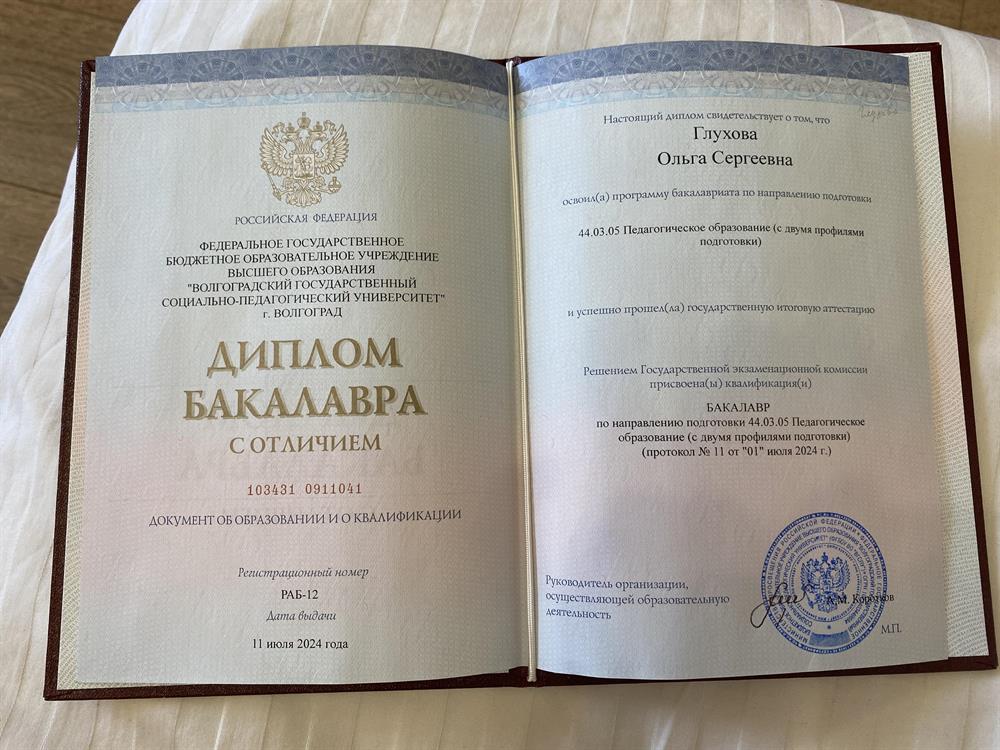 РОССИЙСКАЯ ФЕДЕРАЦИЯ
ФЕДЕРАЛЬНОЕ ГОСУДАРСТВЕННОЕ
БЮДЖЕТНОЕ ОБРАЗОВАТЕЛЬНОЕ УЧРЕЖДЕНИЕ
ВЫСШЕГО ОБРАЗОВАНИЯ
"ВОЛГОГРАДСКИЙ ГОСУДАРСТВЕННЫЙ
СОЦИАЛЬНО-ПЕДАГОГИЧЕСКИЙ УНИВЕРСИТЕТ"
г. ВОЛГОГРАД
ДИПЛОМ
БАКАЛАВРА
С ОТЛИЧИЕМ
103431 0911041
ДОКУМЕНТ ОБ ОБРАЗОВАНИИ И О КВАЛИФИКАЦИИ
Регистрационный номер
РАБ-12
Дата выдачи
11 июля 2024 года
Настоящий диплом свидетельствует о том, что
Глухова
Ольга Сергеевна
освоил(а) программу бакалавриата по направлению подготовки
44.03.05 Педагогическое образование (с двумя профилями
подготовки)
и успешно прошел(ла) государственную итоговую аттестацию
Решением Государственной экзаменационной комиссии
присвоена(ы) квалификация(и)
БАКАЛАВР
по направлению подготовки 44.03.05 Педагогическое
образование (с двумя профилями подготовки)
(протокол № 11 от "01" июля 2024 г.)
Руководитель организации,
осуществляющей образовательную
деятельность
А.М. Коротков
М.П.